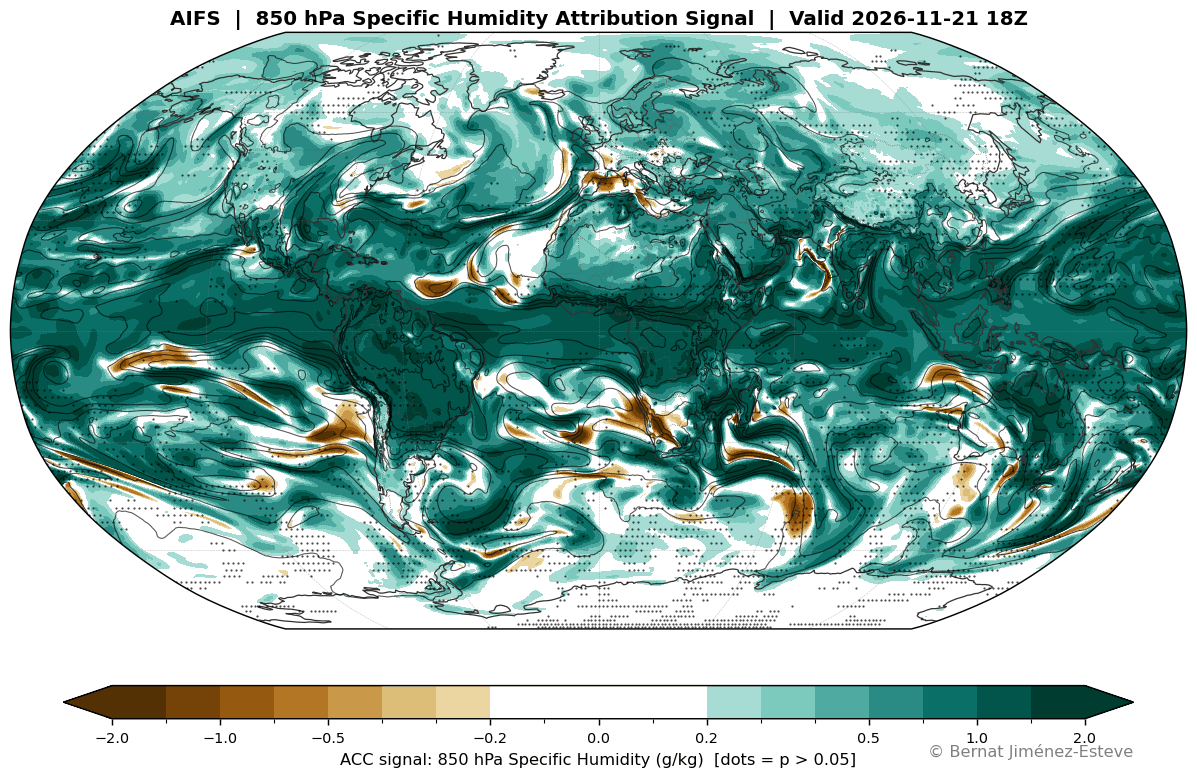 AIFS | 850 hPa Specific Humidity Attribution Signal | Valid 2026-11-21 18Z
−2.0 −1.0 −0.5 −0.2 0.0 0.2 0.5 1.0 2.0
ACC signal: 850 hPa Specific Humidity (g/kg) [dots = p > 0.05]
© Bernat Jiménez-Esteve